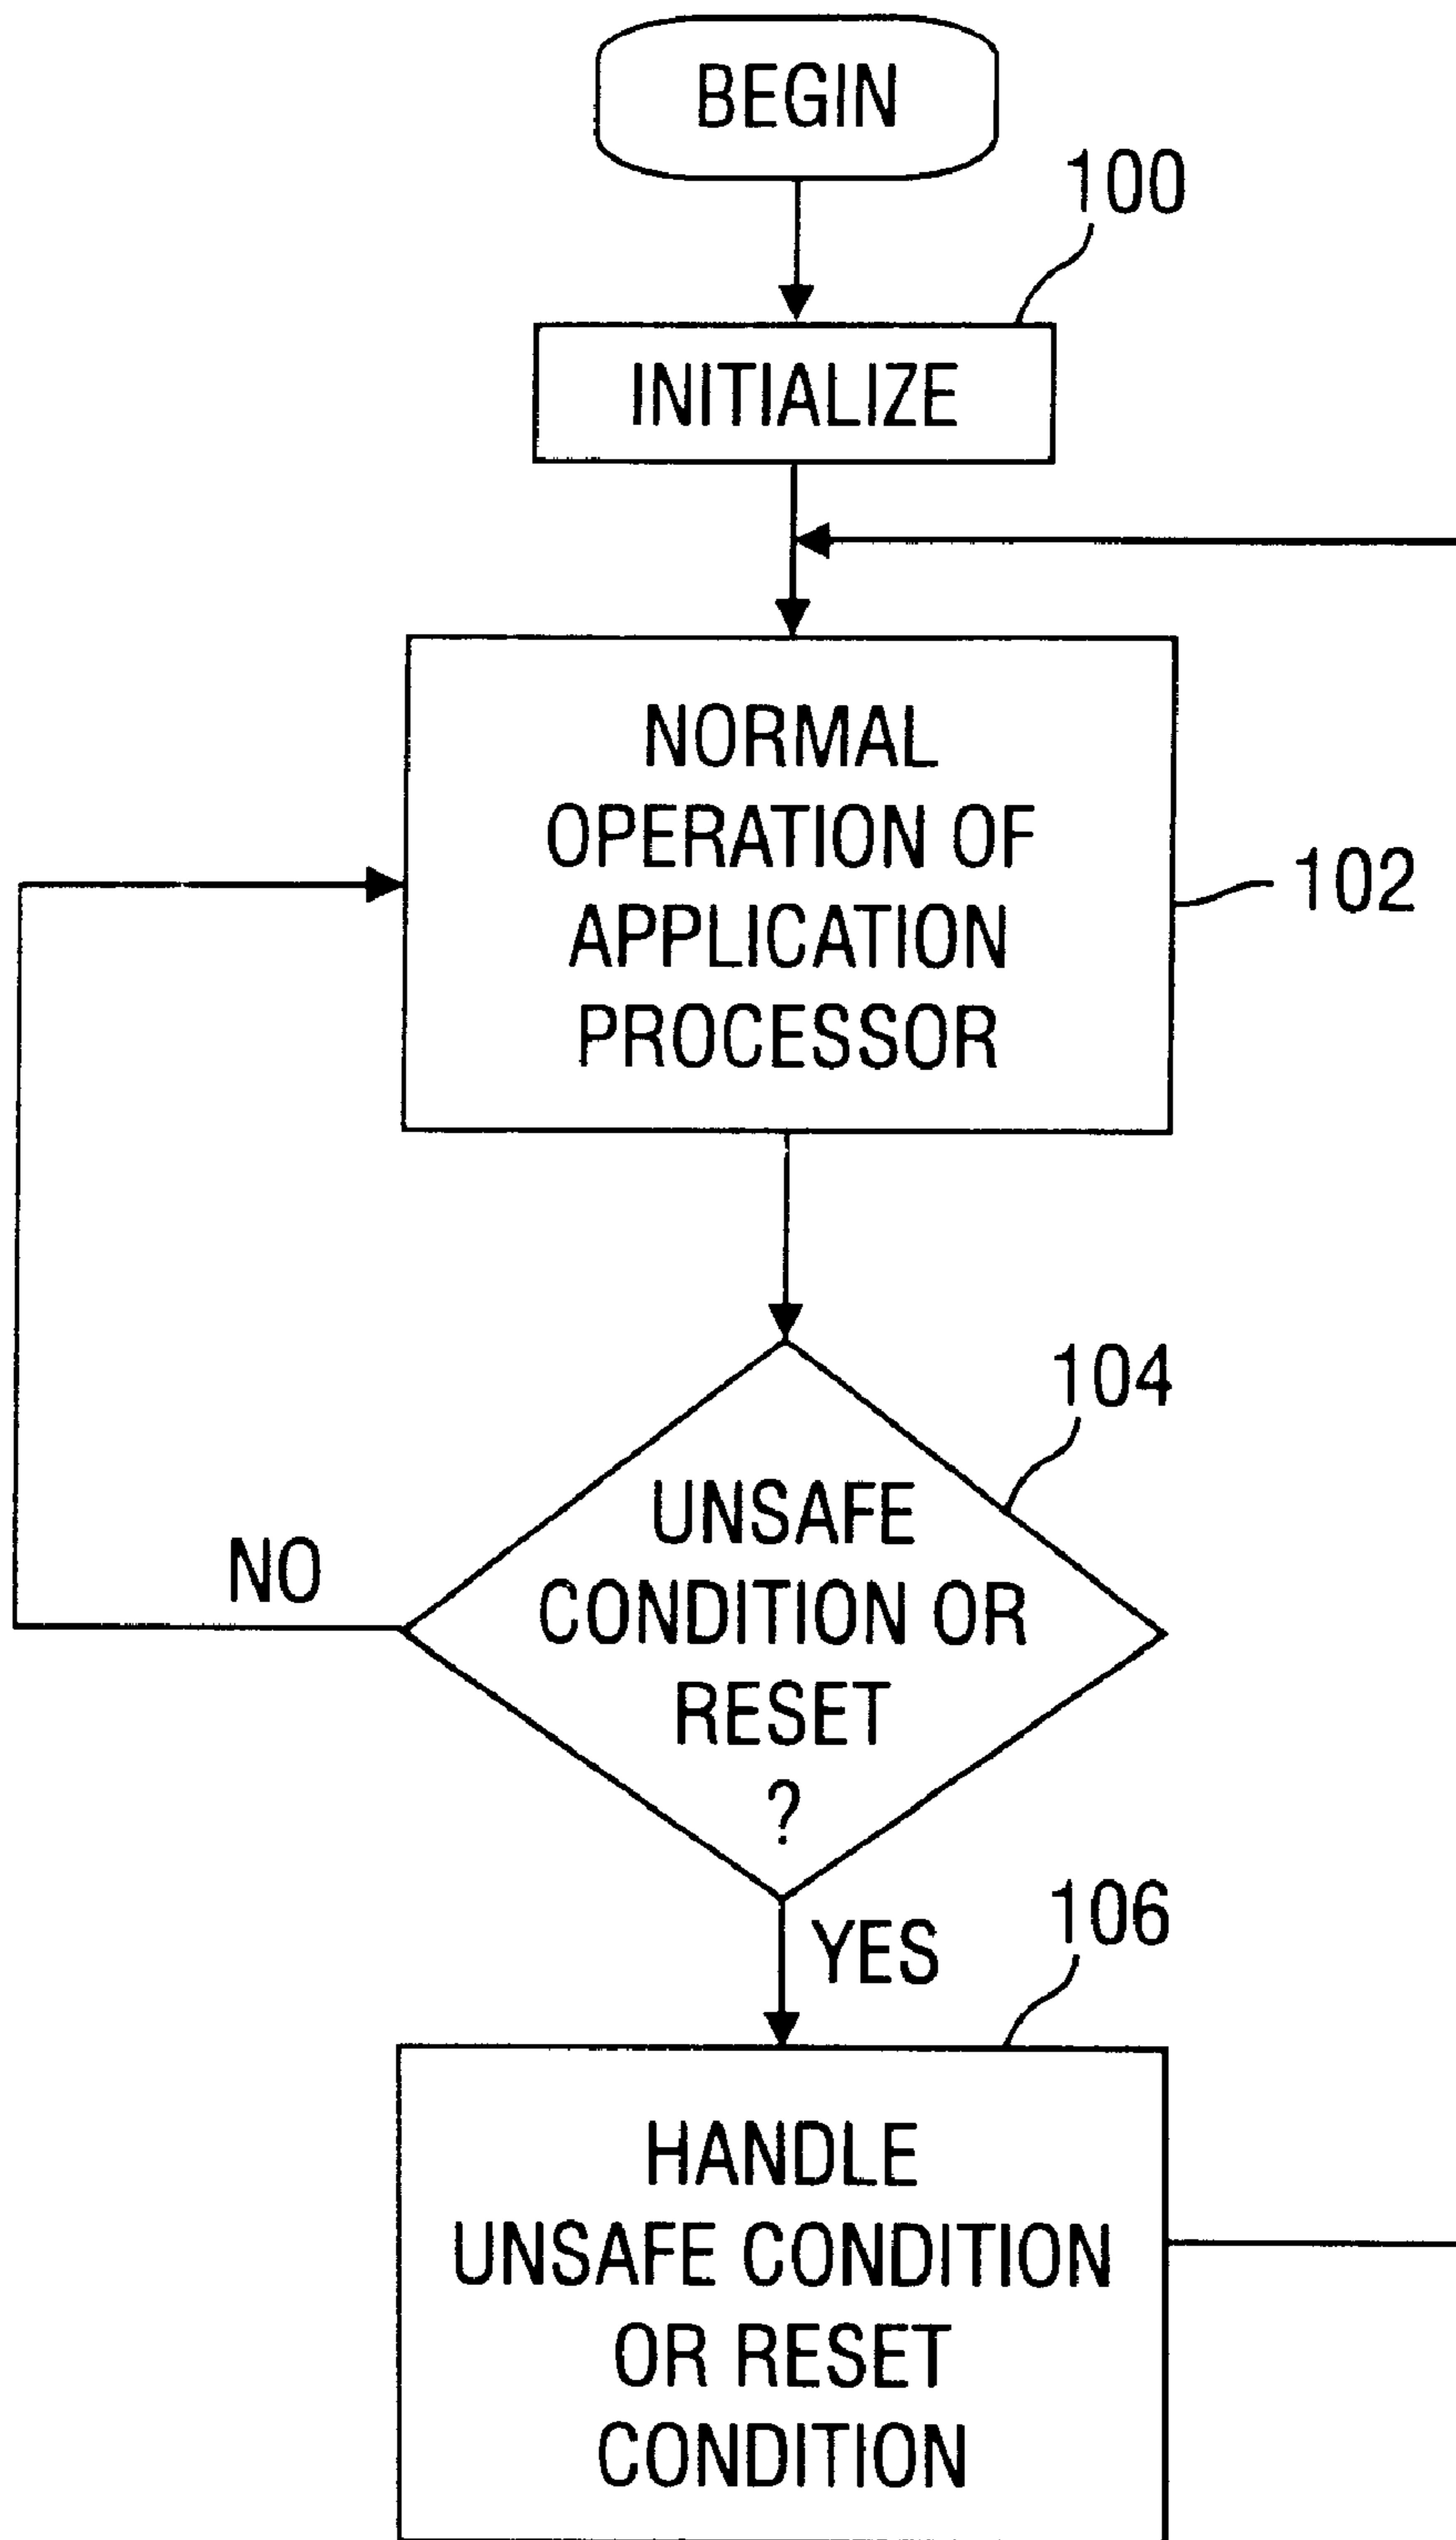 BEGIN
100
INITIALIZE
NORMAL
OPERATION OF
APPLICATION
PROCESSOR
102
104
UNSAFE
CONDITION OR
RESET
?
NO
YES
106
HANDLE
UNSAFE CONDITION
OR RESET
CONDITION